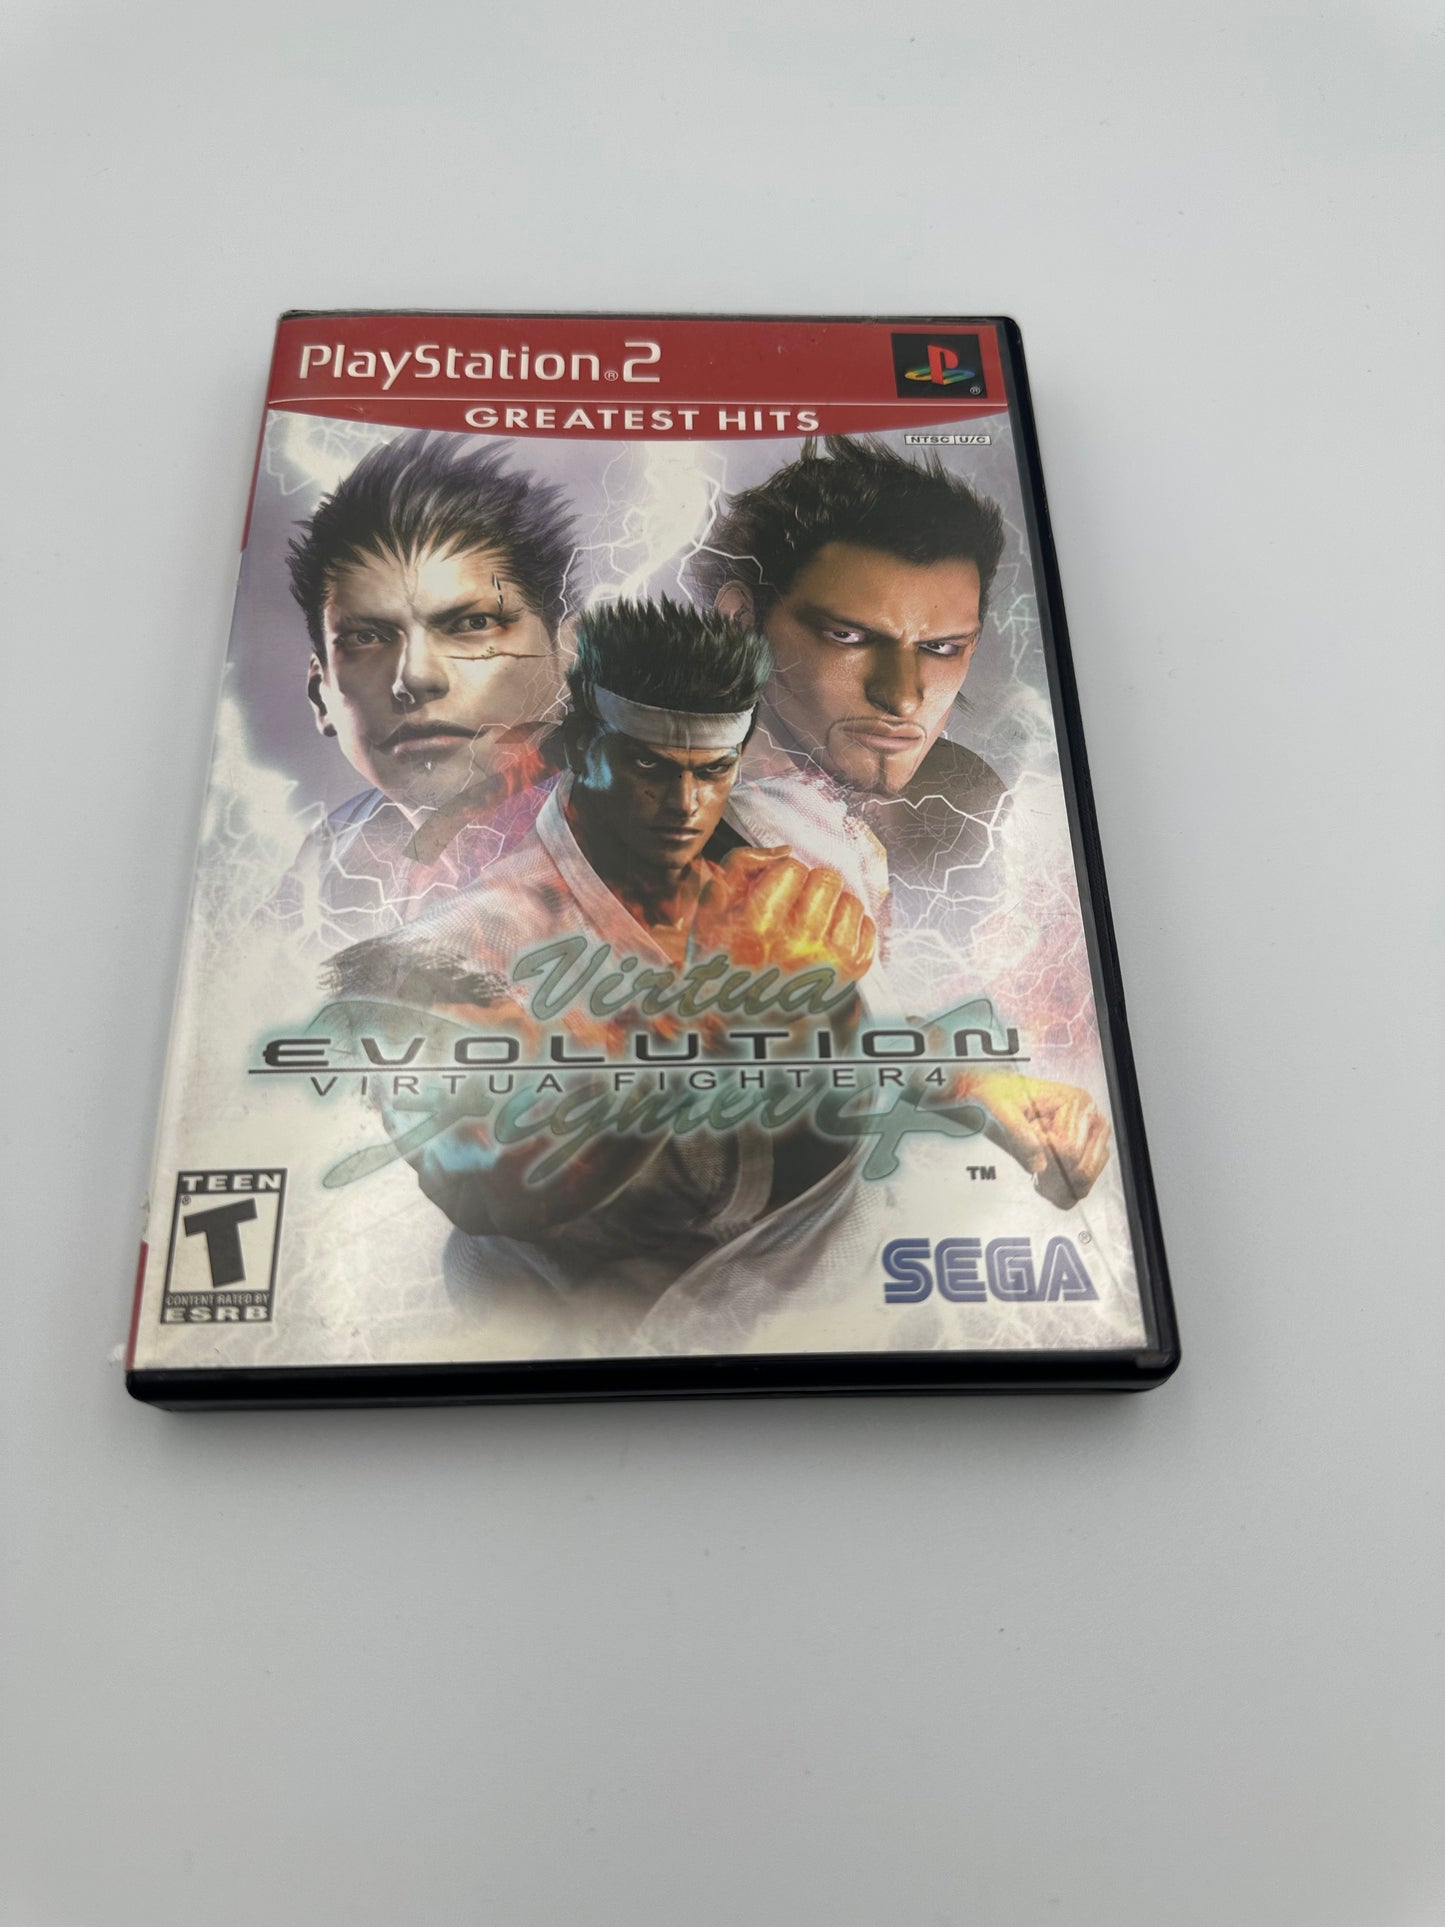 PlayStation®2
®
GREATEST HITS
NTSC U/C
Virtua
EVOLUTION
VIRTUA FIGHTER 4
Fighter 4
TM
TEEN
®
T
CONTENT RATED BY
ESRB
SEGA®